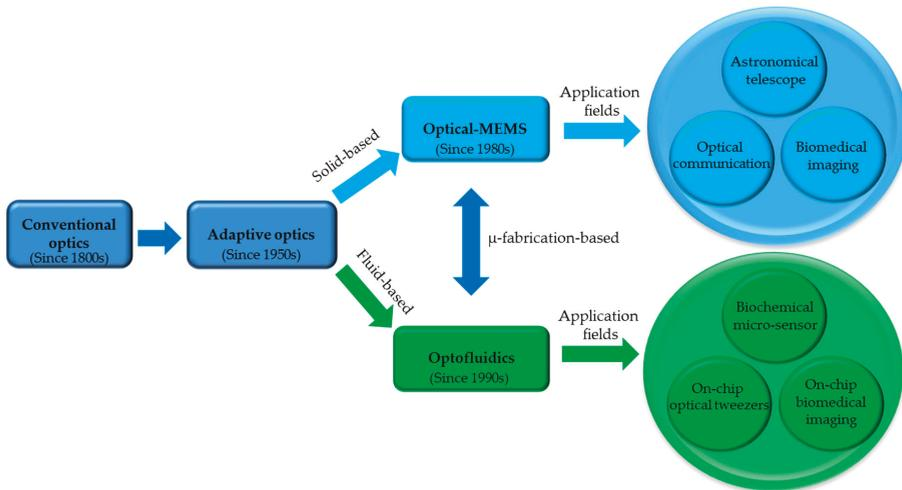 Conventional
optics
(Since 1800s)
Adaptive optics
(Since 1950s)
Solid-based
Fluid-based
Optical-MEMS
(Since 1980s)
μ-fabrication-based
Optofluidics
(Since 1990s)
Application
fields
Astronomical
telescope
Optical
communication
Biomedical
imaging
Application
fields
Biochemical
micro-sensor
On-chip
optical tweezers
On-chip
biomedical
imaging